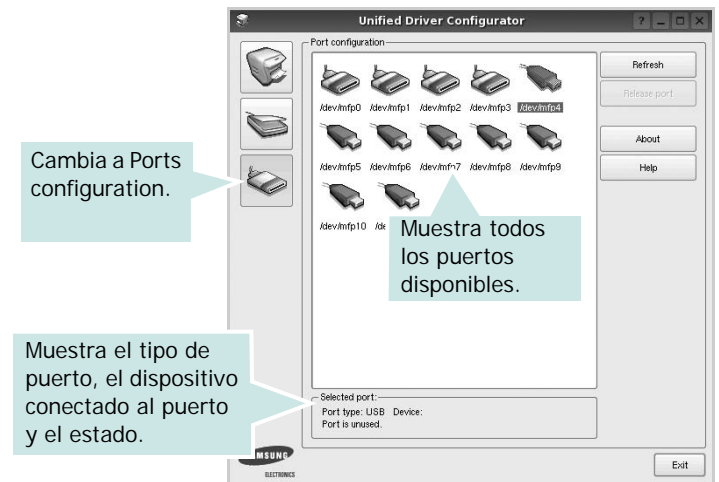 Unified Driver Configurator
Port configuration
Refresh
Release port
About
Help
/dev/mfp0 /dev/mfp1 /dev/mfp2 /dev/mfp3 /dev/mfp4
/dev/mfp5 /dev/mfp6 /dev/mfp7 /dev/mfp8 /dev/mfp9
/dev/mfp10
Cambia a Ports
configuration.
Muestra todos
los puertos
disponibles.
Muestra el tipo de
puerto, el dispositivo
conectado al puerto
y el estado.
Selected port:
Port type: USB Device:
Port is unused.
MSUNG
ELECTRONICS
Exit